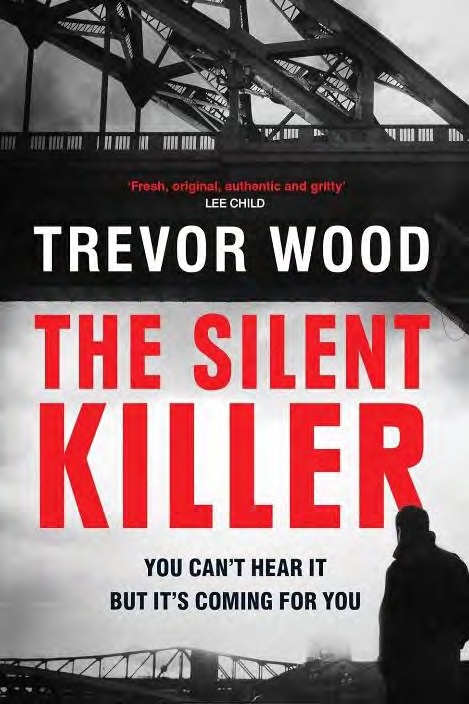 'Fresh, original, authentic and gritty'
LEE CHILD
TREVOR WOOD
THE SILENT
KILLER
YOU CAN'T HEAR IT
BUT IT'S COMING FOR YOU